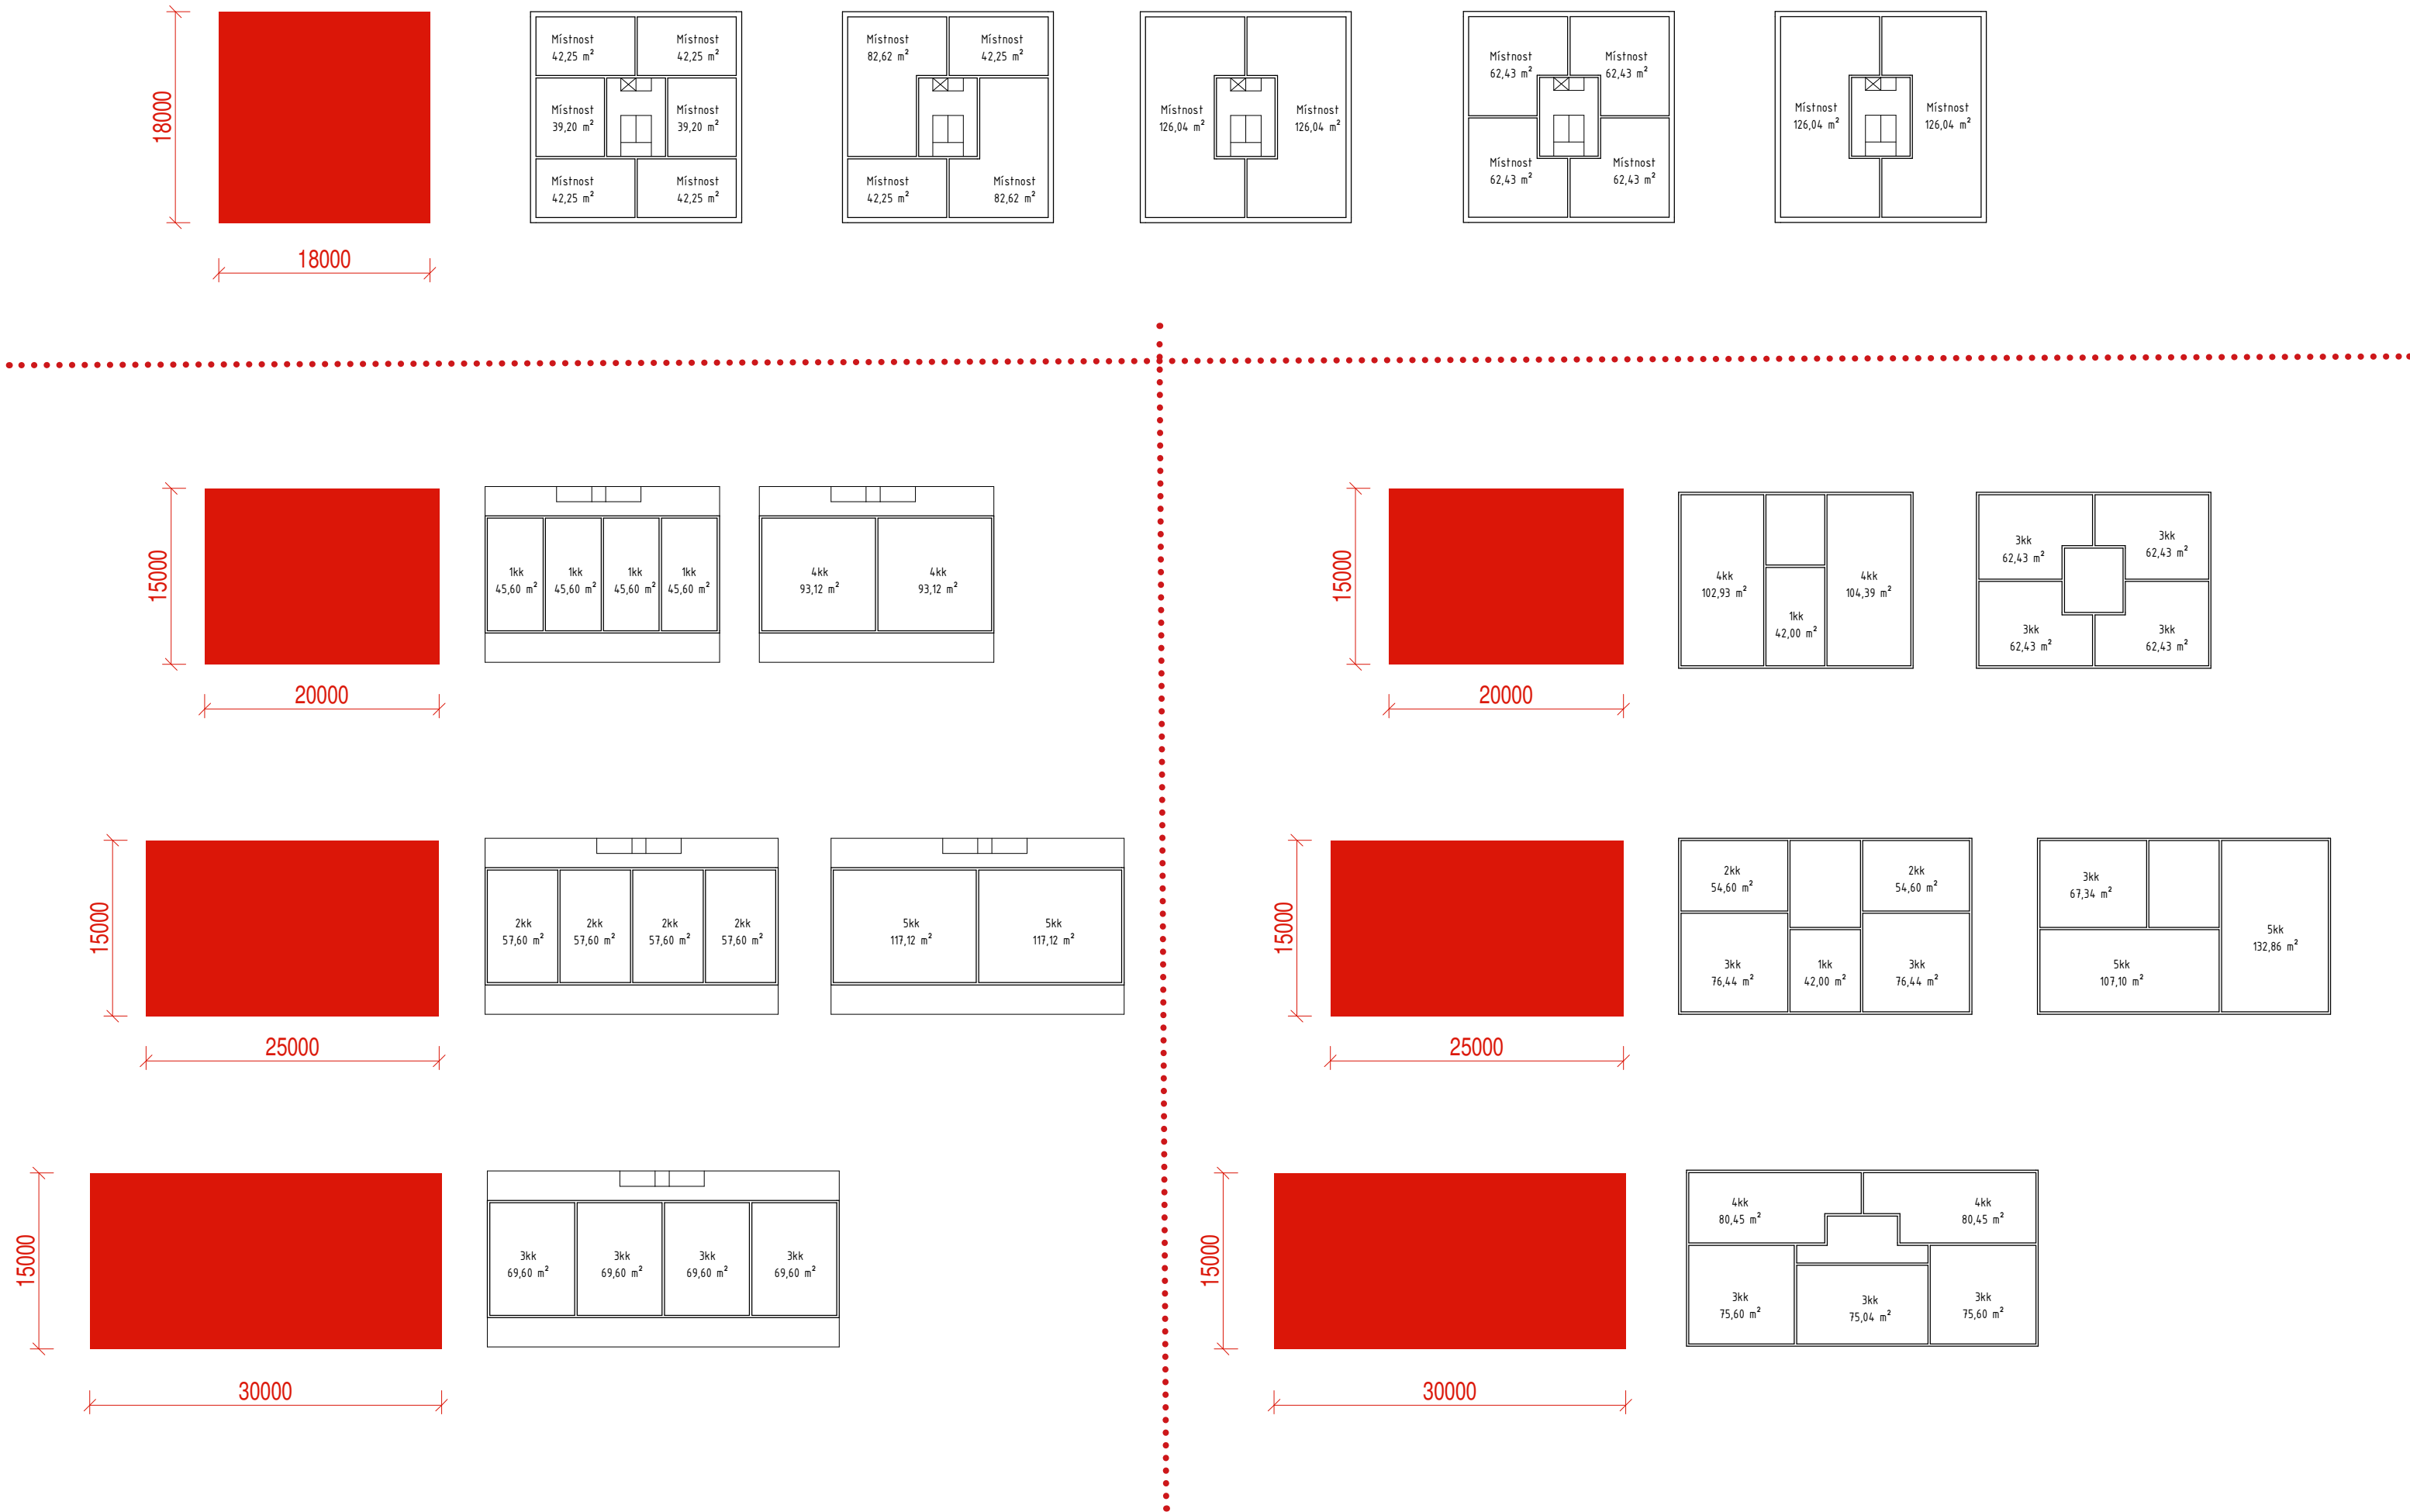 18000
18000
Místnost
42,25 m²
Místnost
42,25 m²
Místnost
39,20 m²
Místnost
39,20 m²
Místnost
42,25 m²
Místnost
42,25 m²
Místnost
82,62 m²
Místnost
42,25 m²
Místnost
42,25 m²
Místnost
82,62 m²
Místnost
126,04 m²
Místnost
126,04 m²
Místnost
62,43 m²
Místnost
62,43 m²
Místnost
62,43 m²
Místnost
62,43 m²
Místnost
126,04 m²
Místnost
126,04 m²
15000
20000
1kk
45,60 m²
1kk
45,60 m²
1kk
45,60 m²
1kk
45,60 m²
4kk
93,12 m²
4kk
93,12 m²
15000
20000
4kk
102,93 m²
1kk
42,00 m²
4kk
104,39 m²
3kk
62,43 m²
3kk
62,43 m²
3kk
62,43 m²
3kk
62,43 m²
15000
25000
2kk
57,60 m²
2kk
57,60 m²
2kk
57,60 m²
2kk
57,60 m²
5kk
117,12 m²
5kk
117,12 m²
15000
25000
2kk
54,60 m²
2kk
54,60 m²
3kk
76,44 m²
1kk
42,00 m²
3kk
76,44 m²
3kk
67,34 m²
5kk
132,86 m²
5kk
107,10 m²
15000
30000
3kk
69,60 m²
3kk
69,60 m²
3kk
69,60 m²
3kk
69,60 m²
15000
30000
4kk
80,45 m²
4kk
80,45 m²
3kk
75,60 m²
3kk
75,04 m²
3kk
75,60 m²